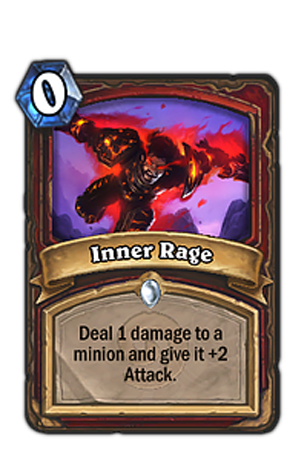 0
Inner Rage
Deal 1 damage to a
minion and give it +2
Attack.